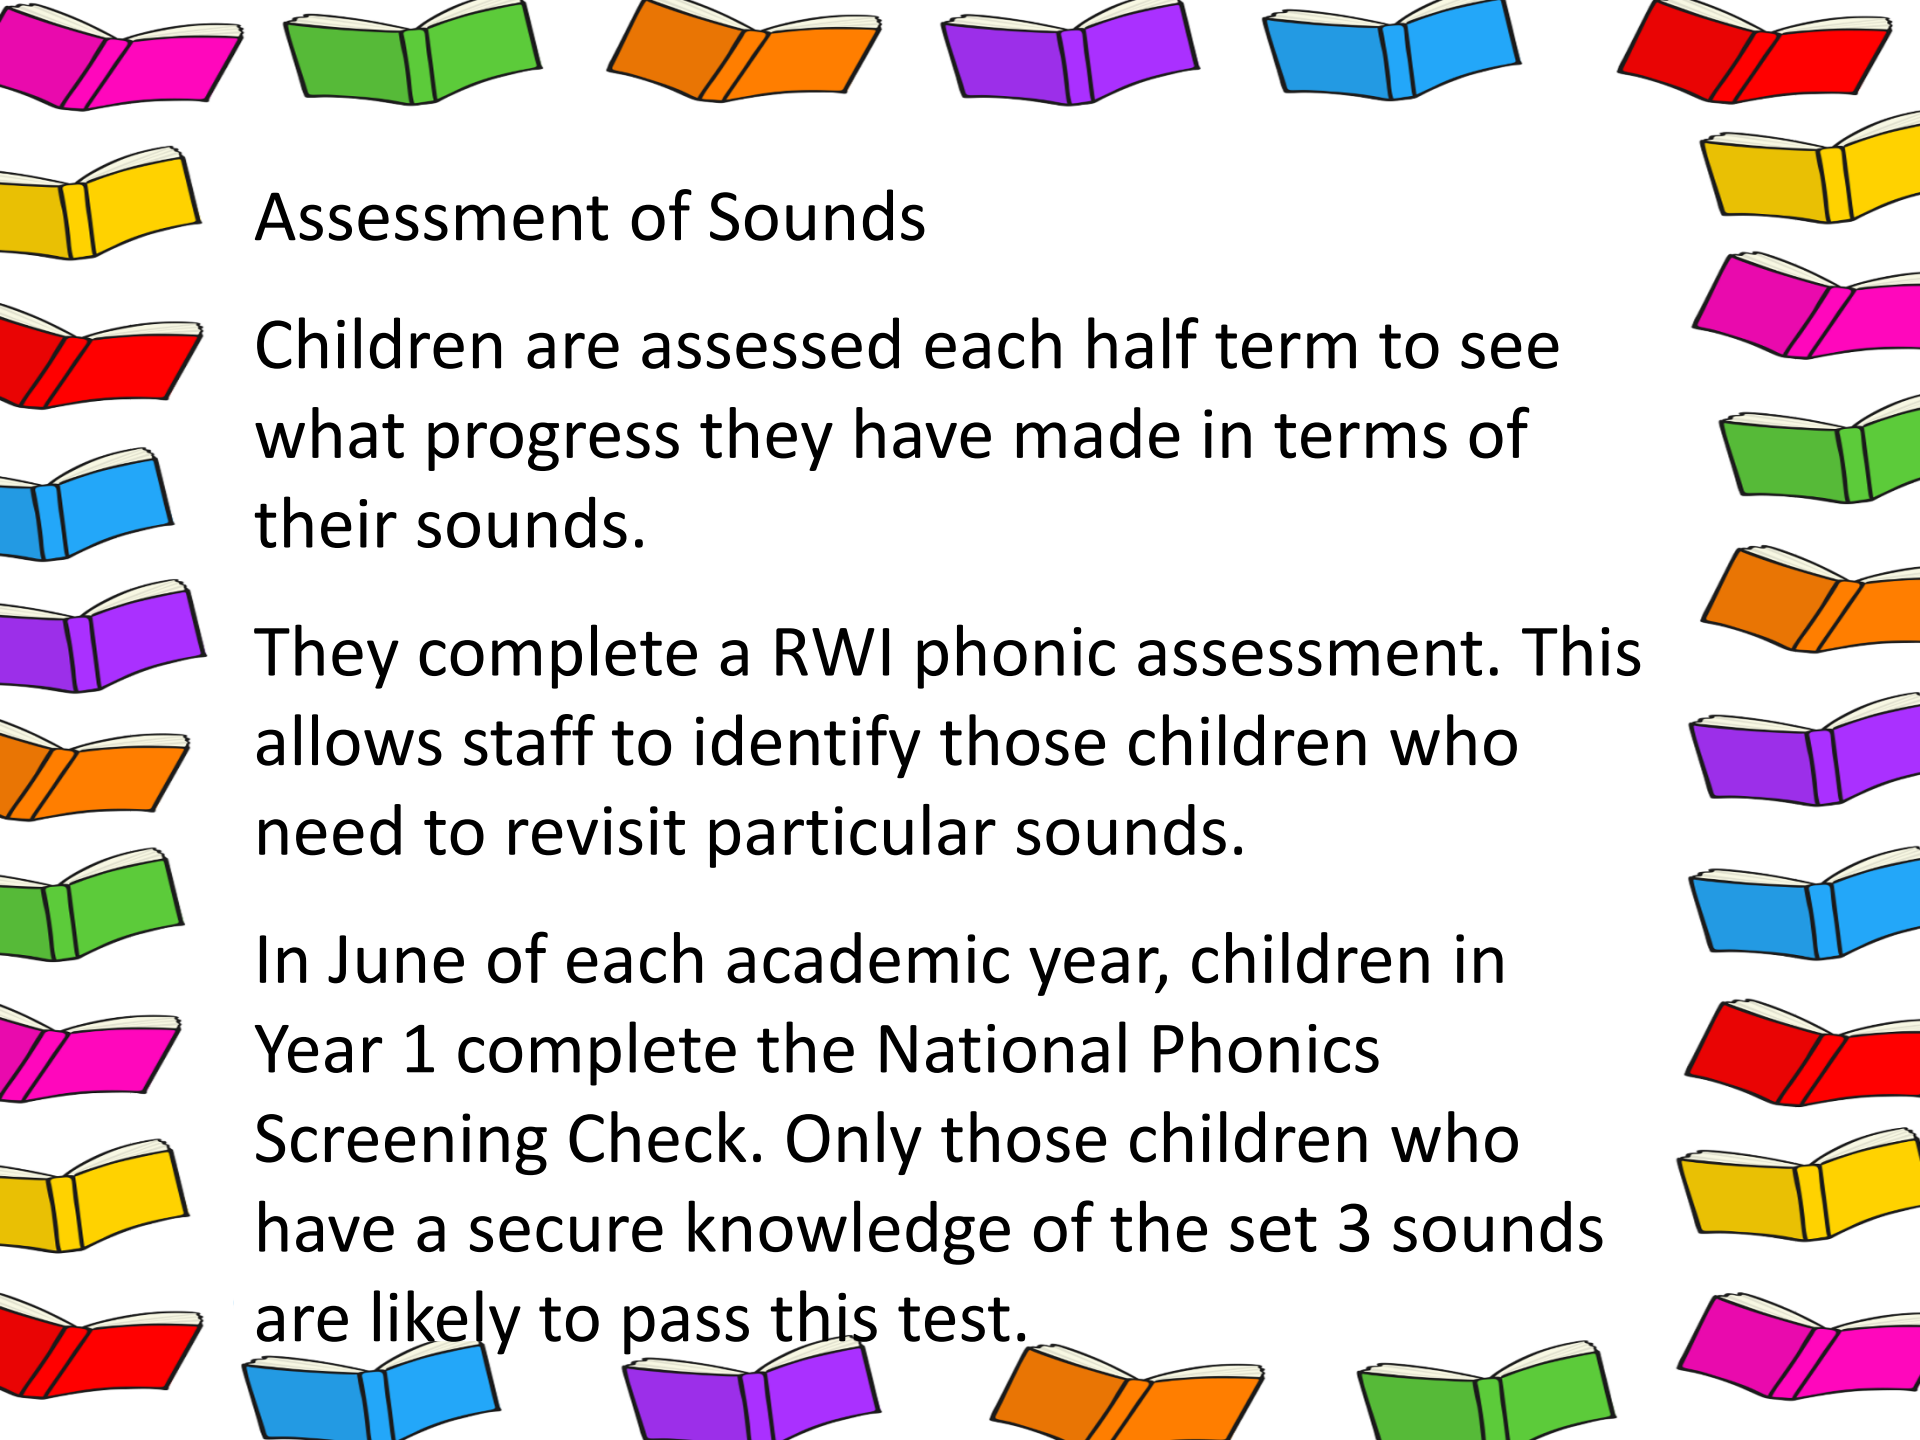 Assessment of Sounds
Children are assessed each half term to see
what progress they have made in terms of
their sounds.
They complete a RWI phonic assessment. This
allows staff to identify those children who
need to revisit particular sounds.
In June of each academic year, children in
Year 1 complete the National Phonics
Screening Check. Only those children who
have a secure knowledge of the set 3 sounds
are likely to pass this test.